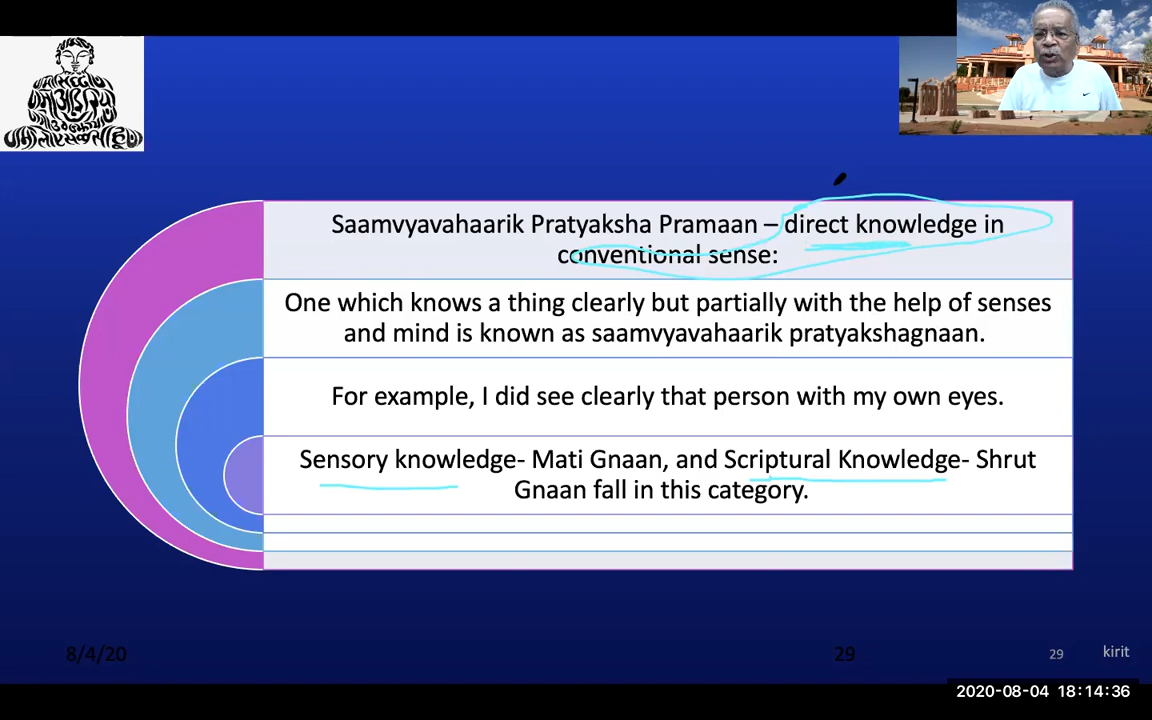 Saamvyavahaarik Pratyaksha Pramaan – direct knowledge in
conventional sense:
One which knows a thing clearly but partially with the help of senses
and mind is known as saamvyavahaarik pratyakshagnaan.
For example, I did see clearly that person with my own eyes.
Sensory knowledge- Mati Gnaan, and Scriptural Knowledge- Shrut
Gnaan fall in this category.
8/4/20
29
29
kirit
2020-08-04 18:14:36